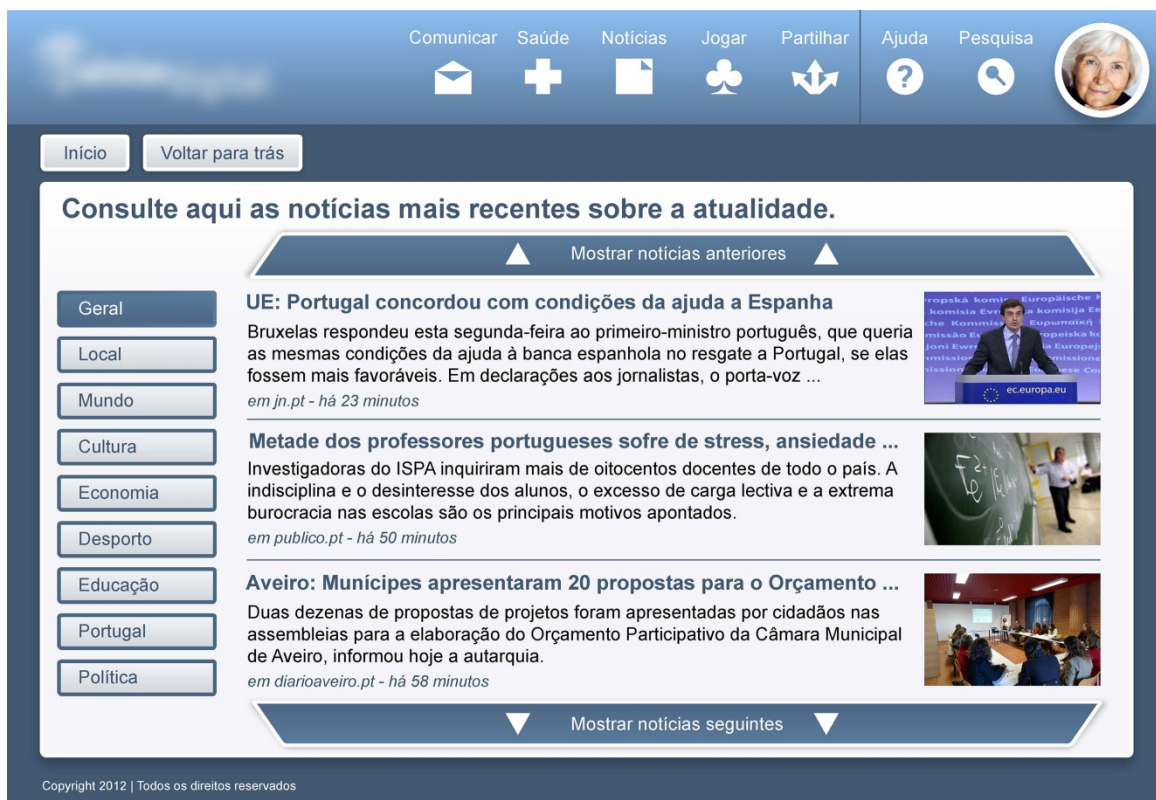 Comunicar Saúde Notícias Jogar Partilhar Ajuda Pesquisa
Início Voltar para trás
Consulte aqui as notícias mais recentes sobre a atualidade.
Mostrar notícias anteriores
Geral
Local
Mundo
Cultura
Economia
Desporto
Educação
Portugal
Política
UE: Portugal concordou com condições da ajuda a Espanha
Bruxelas respondeu esta segunda-feira ao primeiro-ministro português, que queria
as mesmas condições da ajuda à banca espanhola no resgate a Portugal, se elas
fossem mais favoráveis. Em declarações aos jornalistas, o porta-voz ...
em jn.pt - há 23 minutos
ec.europa.eu
Metade dos professores portugueses sofre de stress, ansiedade ...
Investigadoras do ISPA inquiriram mais de oitocentos docentes de todo o país. A
indisciplina e o desinteresse dos alunos, o excesso de carga lectiva e a extrema
burocracia nas escolas são os principais motivos apontados.
em publico.pt - há 50 minutos
Aveiro: Munícipes apresentaram 20 propostas para o Orçamento ...
Duas dezenas de propostas de projetos foram apresentadas por cidadãos nas
assembleias para a elaboração do Orçamento Participativo da Câmara Municipal
de Aveiro, informou hoje a autarquia.
em diarioaveiro.pt - há 58 minutos
Mostrar notícias seguintes
Copyright 2012 | Todos os direitos reservados